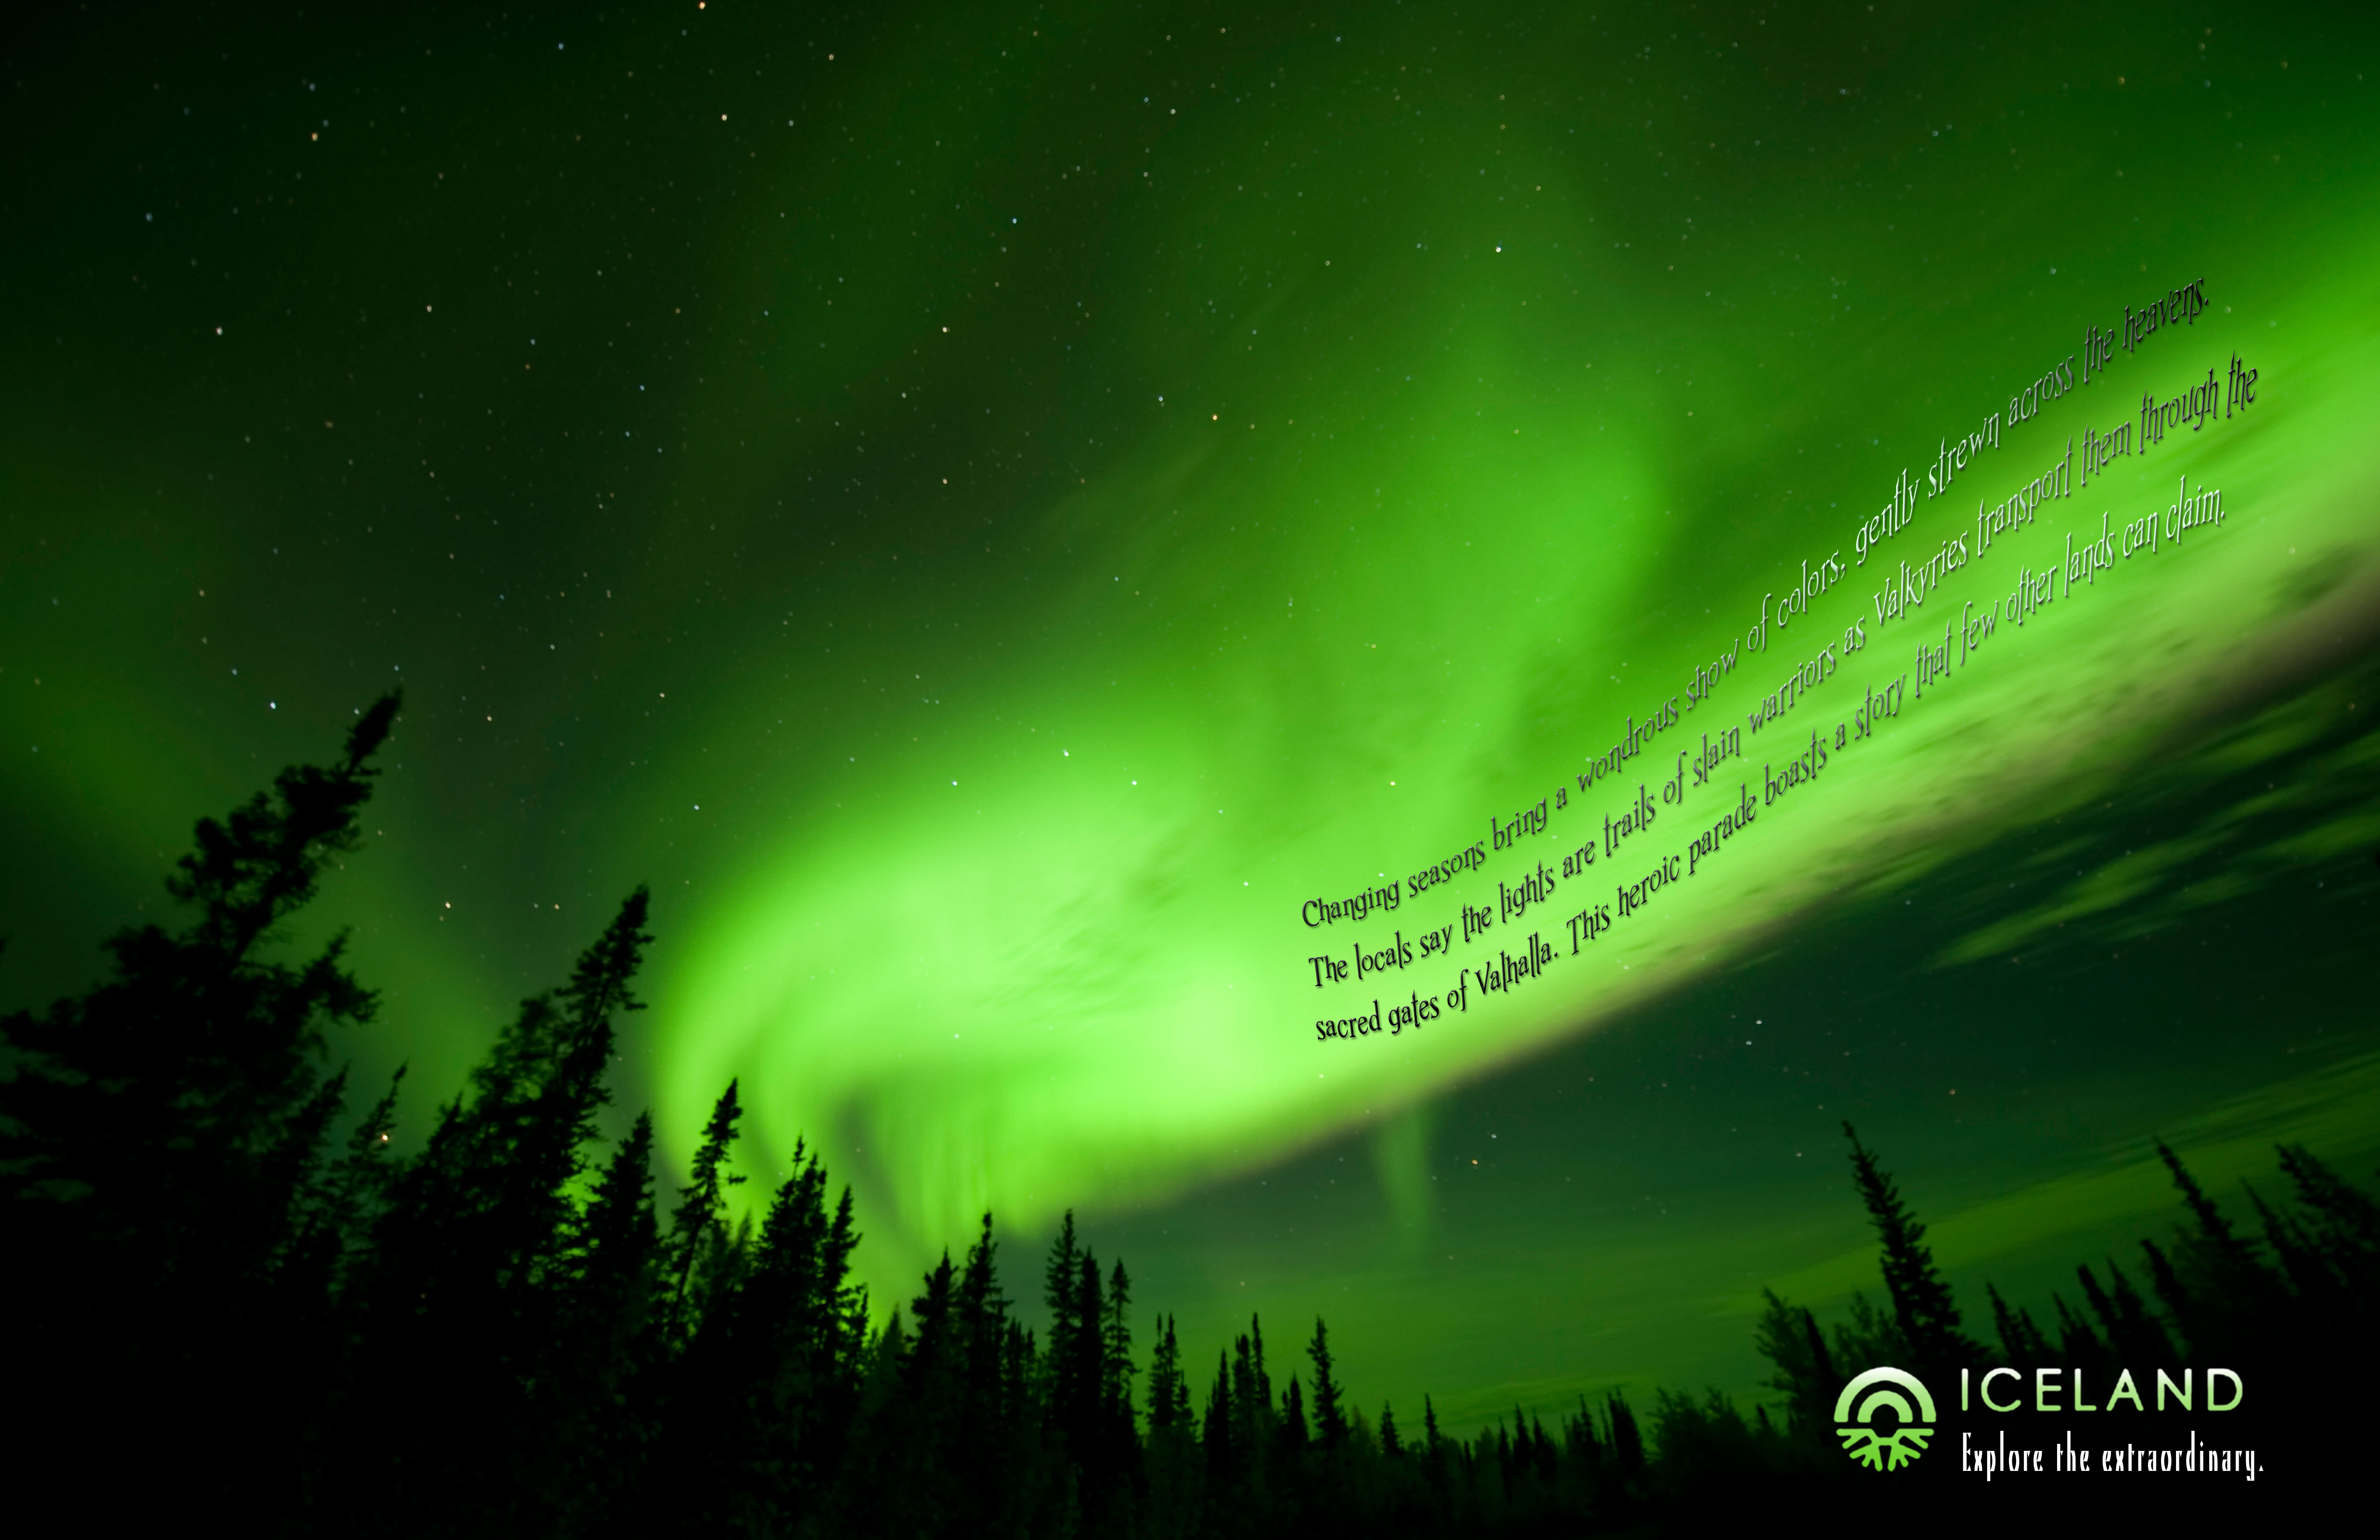 Changing seasons bring a wondrous show of colors, gently strewn across the heavens.
The locals say the lights are trails of slain warriors as Valkyries transport them through the
sacred gates of Valhalla. This heroic parade boasts a story that few other lands can claim.
ICELAND
Explore the extraordinary.